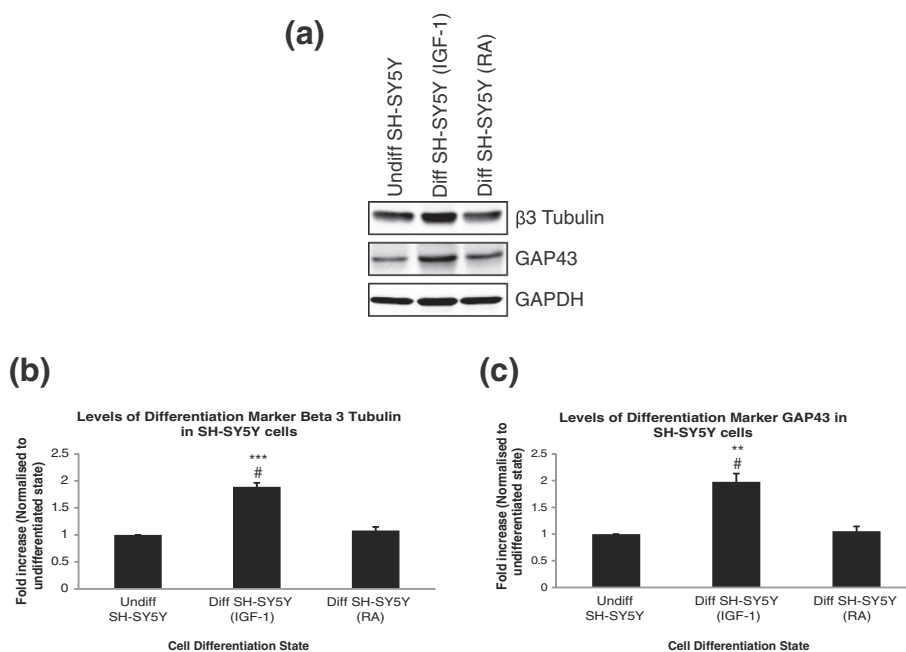 (a)
Undiff SH-SY5Y
Diff SH-SY5Y (IGF-1)
Diff SH-SY5Y (RA)
β3 Tubulin
GAP43
GAPDH
(b)
Levels of Differentiation Marker Beta 3 Tubulin
in SH-SY5Y cells
Fold increase (Normalised to
undifferentiated state)
2.5
2
1.5
1
0.5
0
***
#
Undiff
SH-SY5Y
Diff SH-SY5Y
(IGF-1)
Diff SH-SY5Y
(RA)
Cell Differentiation State
(c)
Levels of Differentiation Marker GAP43 in
SH-SY5Y cells
Fold increase (Normalised to
undifferentiated state)
2.5
2
1.5
1
0.5
0
**
#
Undiff
SH-SY5Y
Diff SH-SY5Y
(IGF-1)
Diff SH-SY5Y
(RA)
Cell Differentiation State